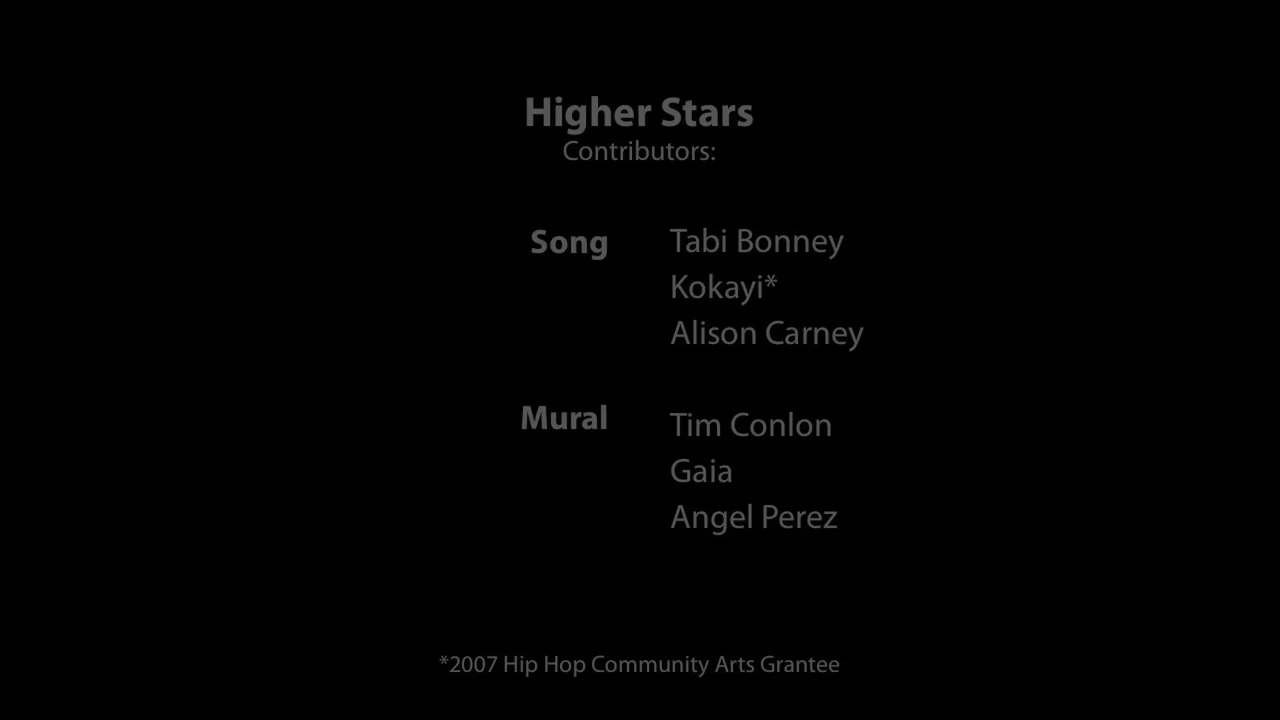 Higher Stars
Contributors:
Song
Tabi Bonney
Kokayi*
Alison Carney
Mural
Tim Conlon
Gaia
Angel Perez
*2007 Hip Hop Community Arts Grantee